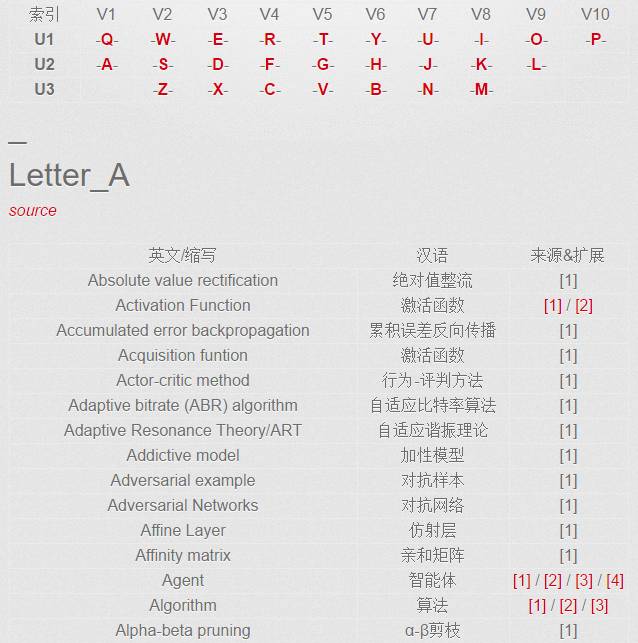 索引 V1 V2 V3 V4 V5 V6 V7 V8 V9 V10
U1 -Q- -W- -E- -R- -T- -Y- -U- -I- -O- -P-
U2 -A- -S- -D- -F- -G- -H- -J- -K- -L-
U3 -Z- -X- -C- -V- -B- -N- -M-
Letter_A
source
英文/缩写 汉语 来源&扩展
Absolute value rectification 绝对值整流 [1]
Activation Function 激活函数 [1] / [2]
Accumulated error backpropagation 累积误差反向传播 [1]
Acquisition funtion 激活函数 [1]
Actor-critic method 行为-评判方法 [1]
Adaptive bitrate (ABR) algorithm 自适应比特率算法 [1]
Adaptive Resonance Theory/ART 自适应谐振理论 [1]
Addictive model 加性模型 [1]
Adversarial example 对抗样本 [1]
Adversarial Networks 对抗网络 [1]
Affine Layer 仿射层 [1]
Affinity matrix 亲和矩阵 [1]
Agent 智能体 [1] / [2] / [3] / [4]
Algorithm 算法 [1] / [2] / [3]
Alpha-beta pruning α-β剪枝 [1]